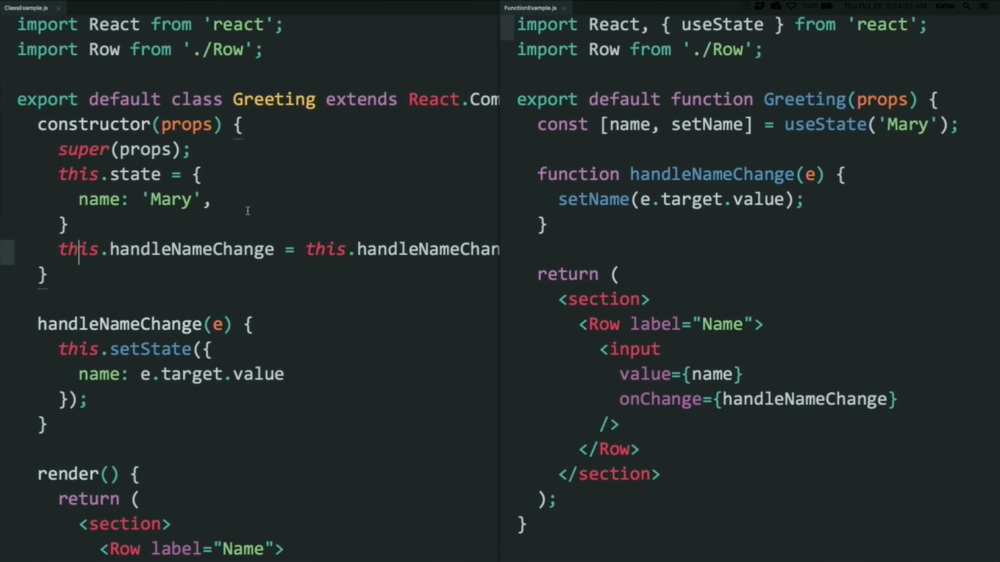 ClassExample.js
import React from 'react';
import Row from './Row';
export default class Greeting extends React.Com
constructor(props) {
super(props);
this.state = {
name: 'Mary',
}
this.handleNameChange = this.handleNameChan
}
handleNameChange(e) {
this.setState({
name: e.target.value
});
}
render() {
return (
<section>
<Row label="Name">
FunctionExample.js
100% Thu Oct 25 9:24:52 AM Kahlo
import React, { useState } from 'react';
import Row from './Row';
export default function Greeting(props) {
const [name, setName] = useState('Mary');
function handleNameChange(e) {
setName(e.target.value);
}
return (
<section>
<Row label="Name">
<input
value={name}
onChange={handleNameChange}
/>
</Row>
</section>
);
}